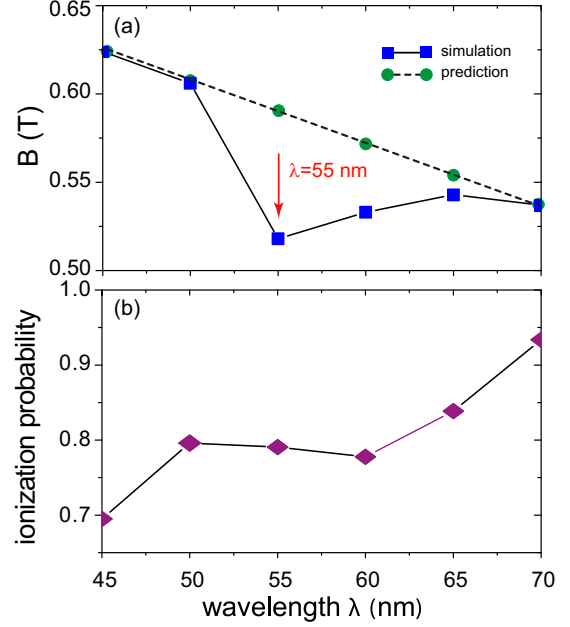 0.65
(a)
simulation
prediction
0.60
B (T)
λ=55 nm
0.55
0.50
1.0
(b)
0.9
ionization probability
0.8
0.7
45 50 55 60 65 70
wavelength λ (nm)